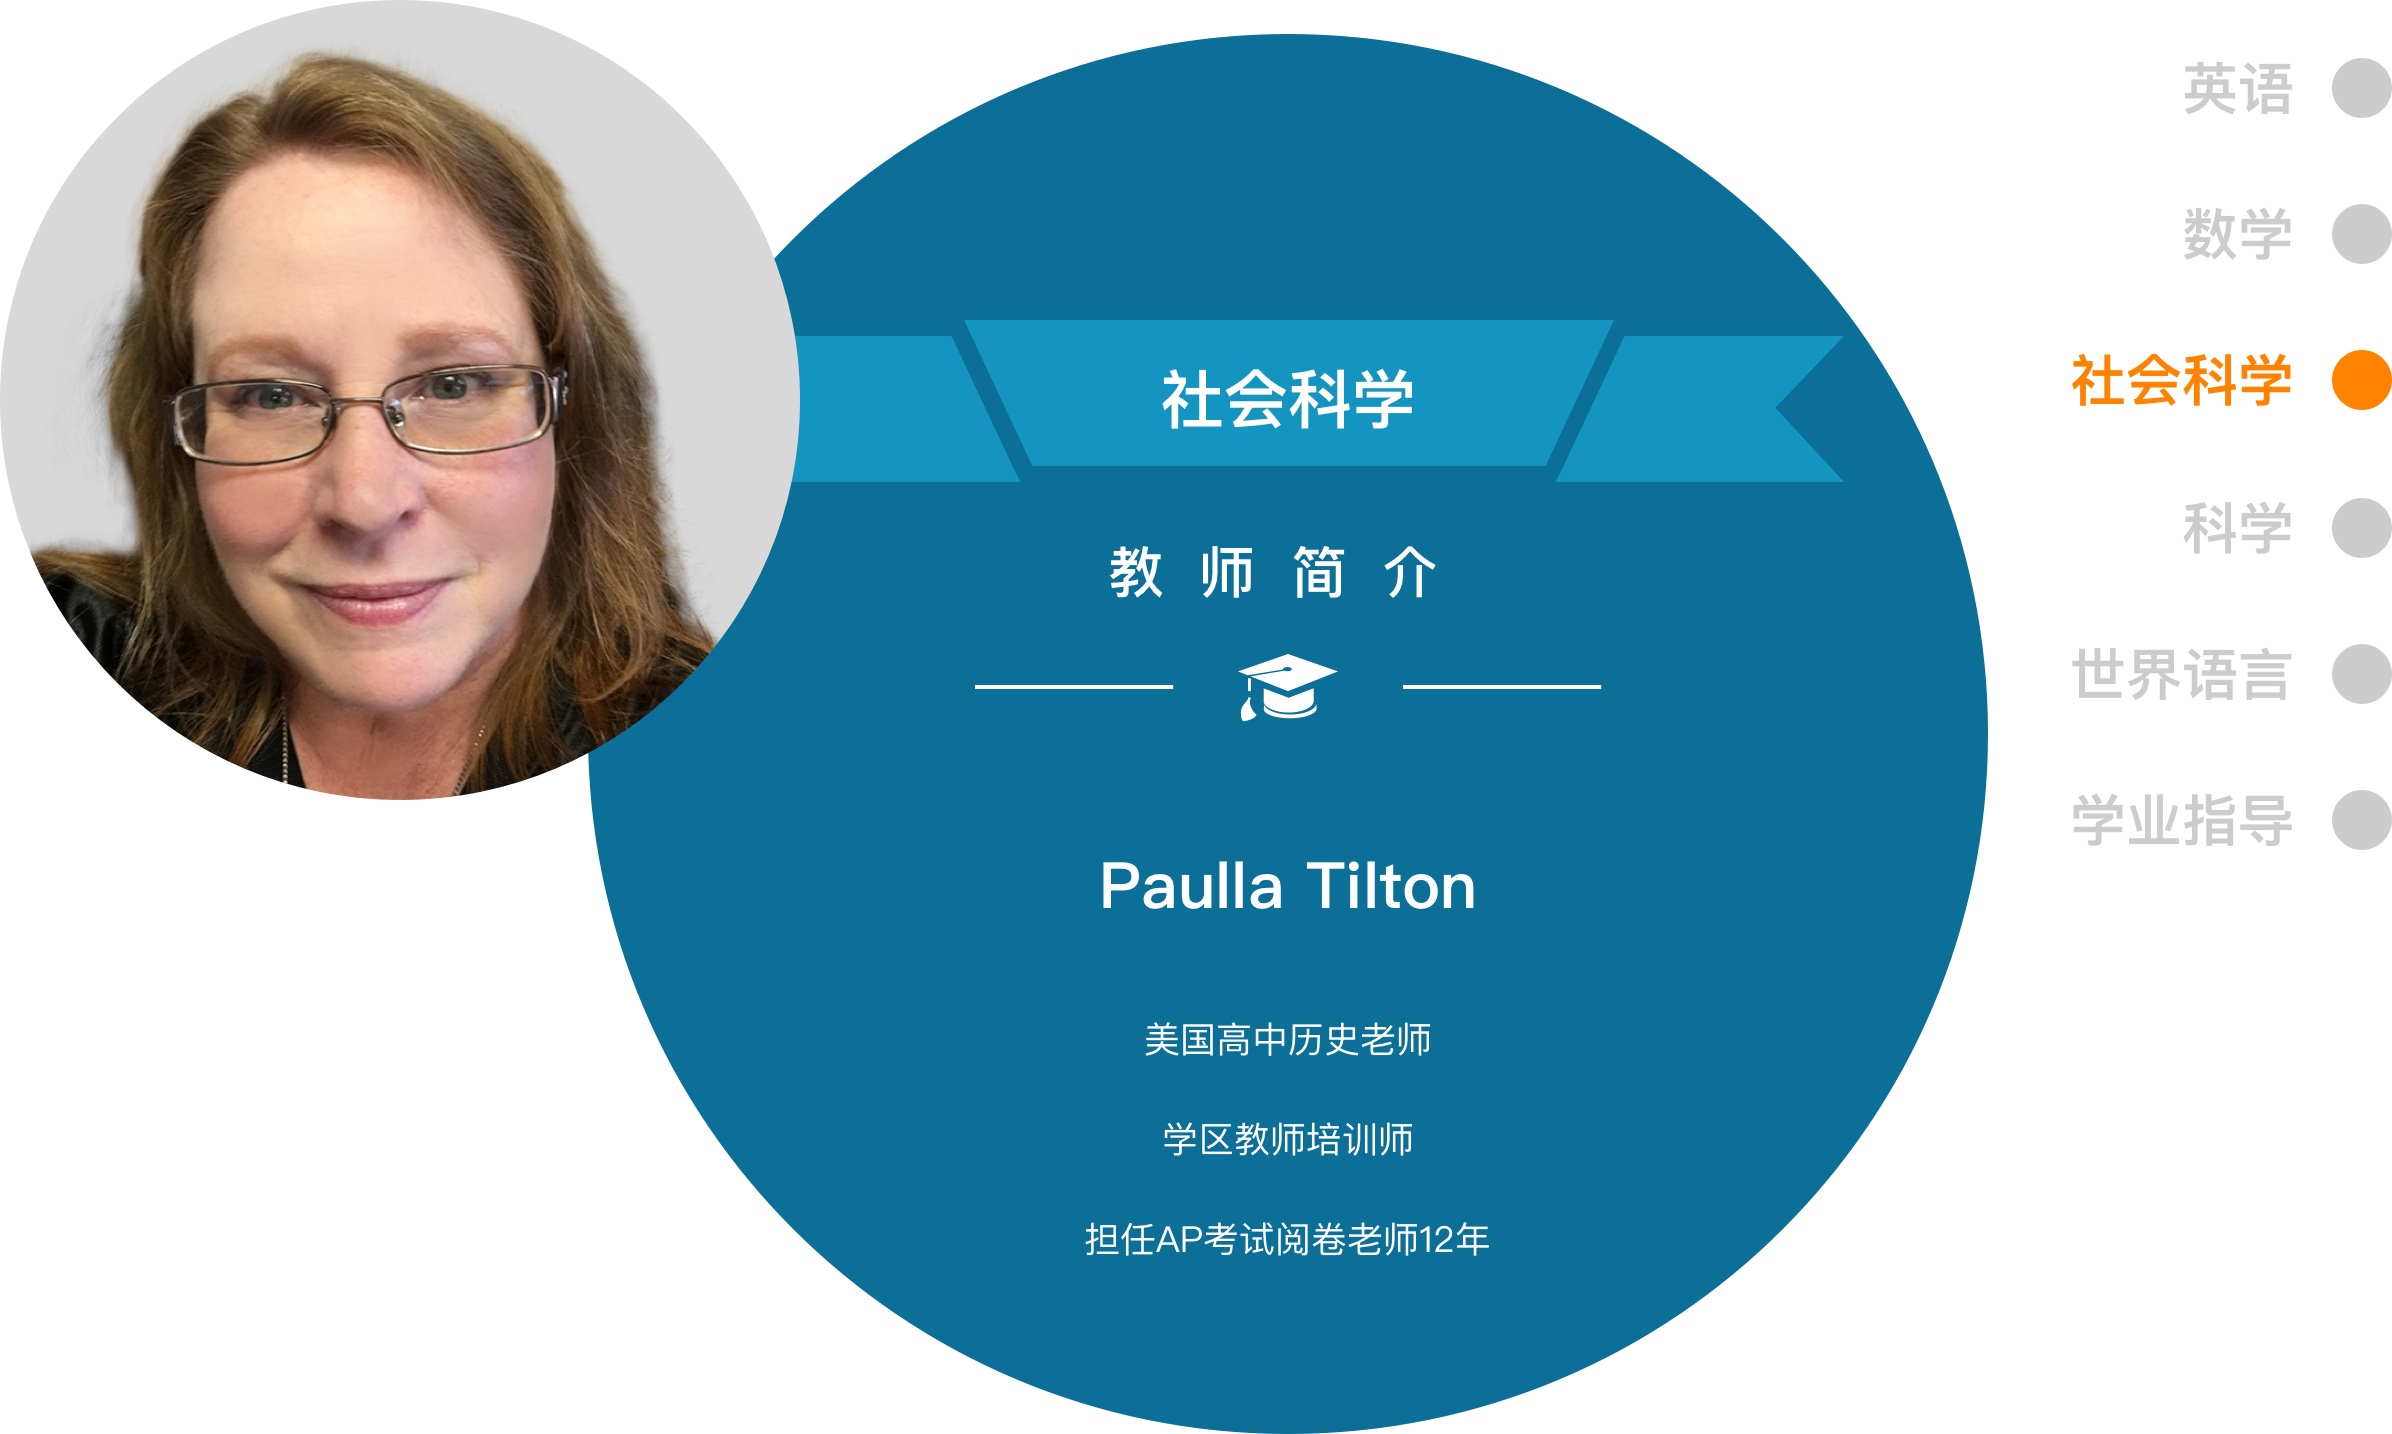 社会科学
教师简介
Paulla Tilton
美国高中历史老师
学区教师培训师
担任AP考试阅卷老师12年
英语
数学
社会科学
科学
世界语言
学业指导